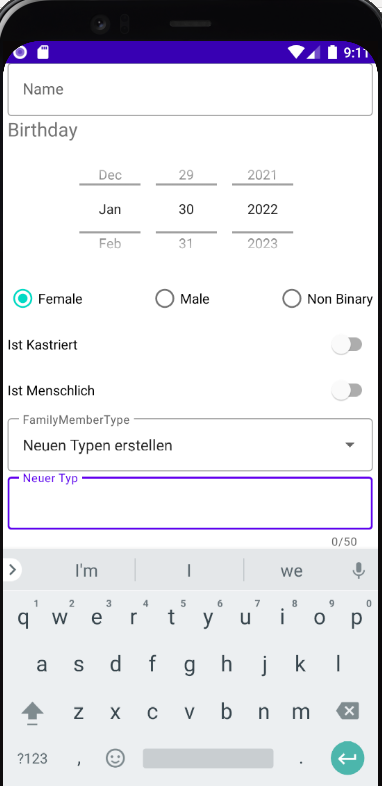 9:11
Name
Birthday
Dec 29 2021
Jan 30 2022
Feb 31 2023
Female Male Non Binary
Ist Kastriert
Ist Menschlich
FamilyMemberType
Neuen Typen erstellen
Neuer Typ
0/50
I'm I we
q1 w2 e3 r4 t5 y6 u7 i8 o9 p0
a s d f g h j k l
z x c v b n m
?123 , .